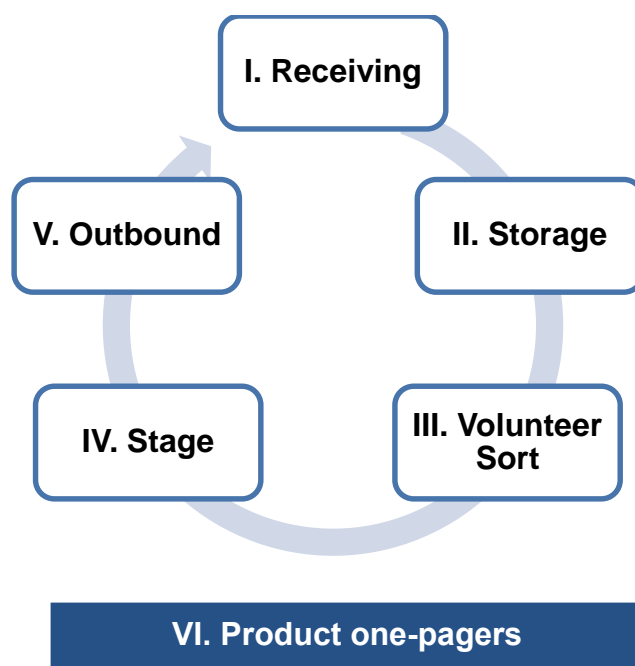 I. Receiving
II. Storage
III. Volunteer
Sort
IV. Stage
V. Outbound
VI. Product one-pagers